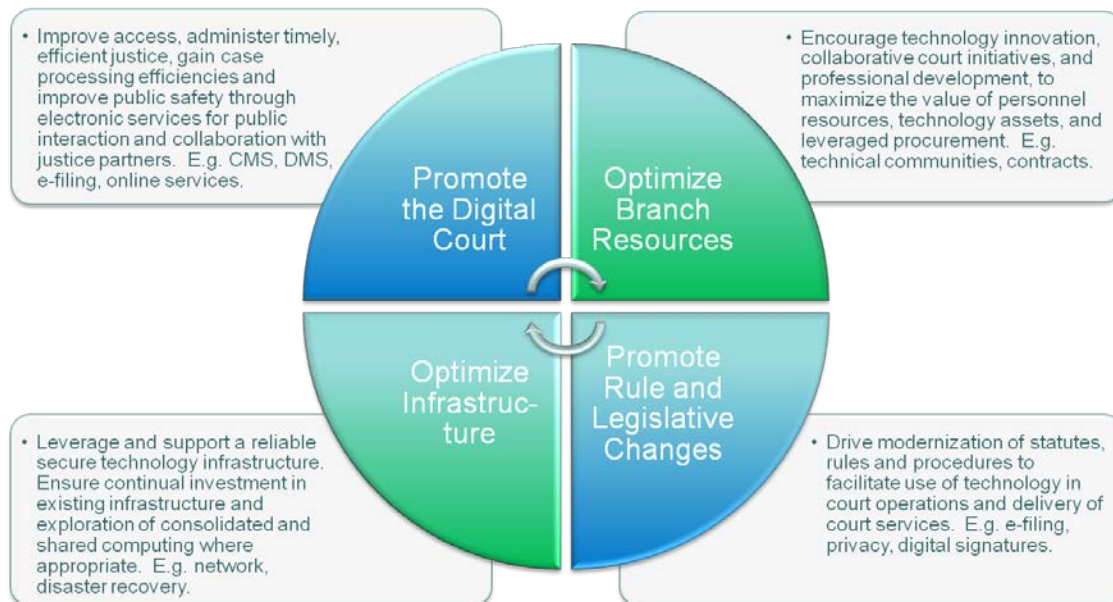 • Improve access, administer timely,
efficient justice, gain case
processing efficiencies and
improve public safety through
electronic services for public
interaction and collaboration with
justice partners.  E.g. CMS, DMS,
e-filing, online services.
• Encourage technology innovation,
collaborative court initiatives, and
professional development, to
maximize the value of personnel
resources, technology assets, and
leveraged procurement.  E.g.
technical communities, contracts.
Promote
the Digital
Court
Optimize
Branch
Resources
Optimize
Infrastruc-
ture
Promote
Rule and
Legislative
Changes
• Leverage and support a reliable
secure technology infrastructure.
Ensure continual investment in
existing infrastructure and
exploration of consolidated and
shared computing where
appropriate.  E.g. network,
disaster recovery.
• Drive modernization of statutes,
rules and procedures to
facilitate use of technology in
court operations and delivery of
court services.  E.g. e-filing,
privacy, digital signatures.